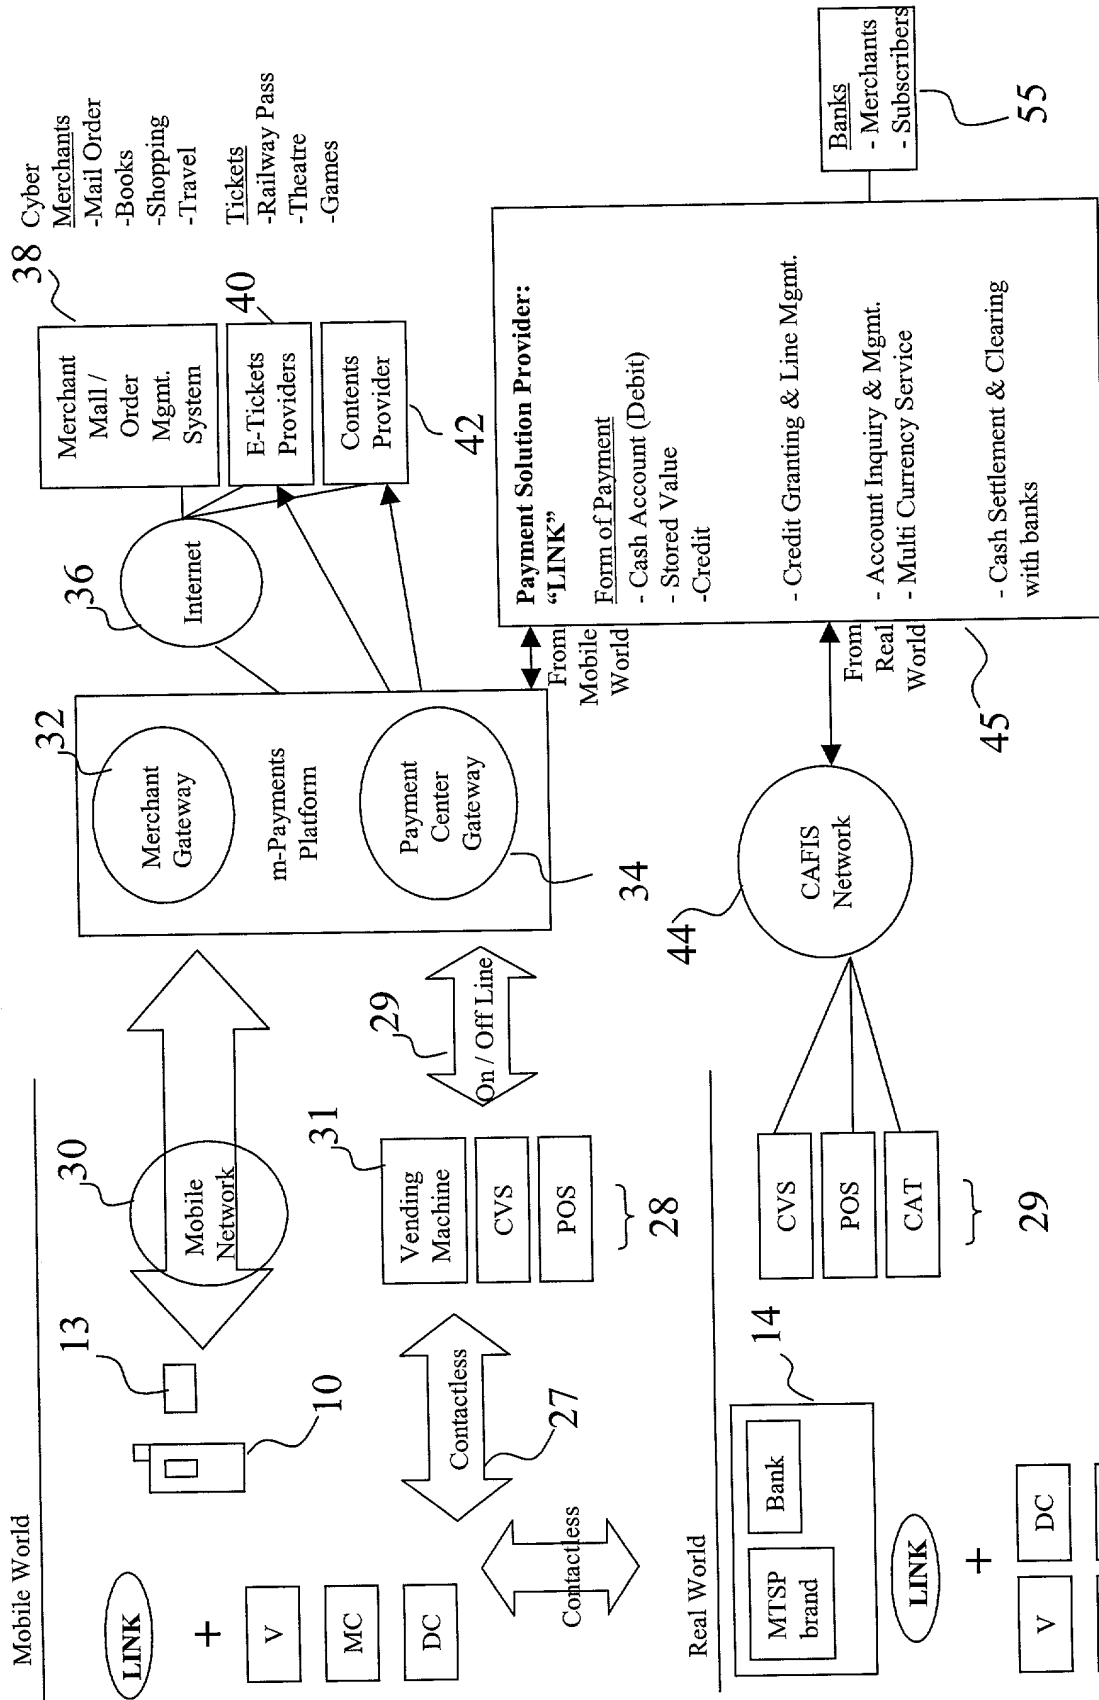 Mobile World
LINK
+
V
MC
DC
10
13
30
Mobile
Network
Contactless
27
Contactless
31
Vending
Machine
CVS
POS
28
29
On / Off Line
32
Merchant
Gateway
m-Payments
Platform
Payment
Center
Gateway
34
36
Internet
38
Merchant
Mall /
Order
Mgmt.
System
40
E-Tickets
Providers
Contents
Provider
42
Cyber
Merchants
-Mail Order
-Books
-Shopping
-Travel
Tickets
-Railway Pass
-Theatre
-Games
From
Mobile
World
Payment Solution Provider:
“LINK”
Form of Payment
- Cash Account (Debit)
- Stored Value
-Credit
- Credit Granting & Line Mgmt.
- Account Inquiry & Mgmt.
- Multi Currency Service
- Cash Settlement & Clearing
with banks
45
Banks
- Merchants
- Subscribers
55
Real World
MTSP
brand
Bank
14
LINK
+
V
DC
CVS
POS
CAT
29
44
CAFIS
Network
From
Real
World